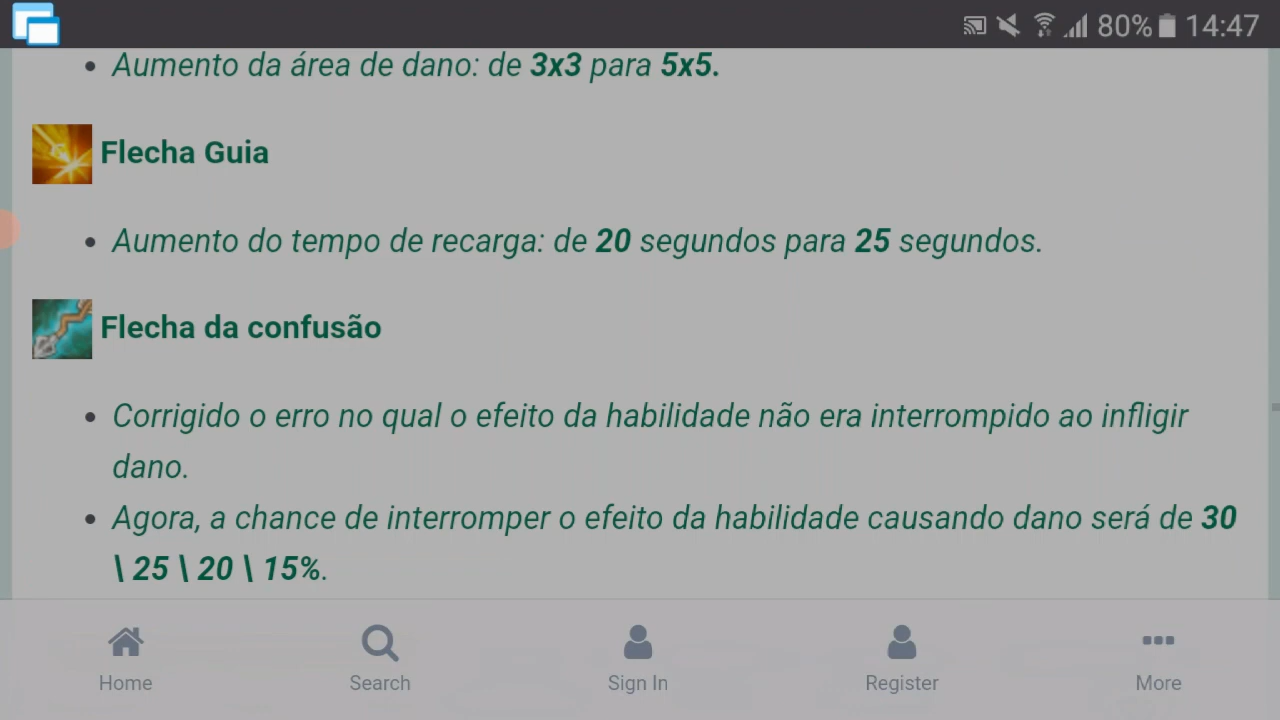 80% 14:47
Aumento da área de dano: de 3x3 para 5x5.
Flecha Guia
Aumento do tempo de recarga: de 20 segundos para 25 segundos.
Flecha da confusão
Corrigido o erro no qual o efeito da habilidade não era interrompido ao infligir
dano.
Agora, a chance de interromper o efeito da habilidade causando dano será de 30
\ 25 \ 20 \ 15%.
Home Search Sign In Register More